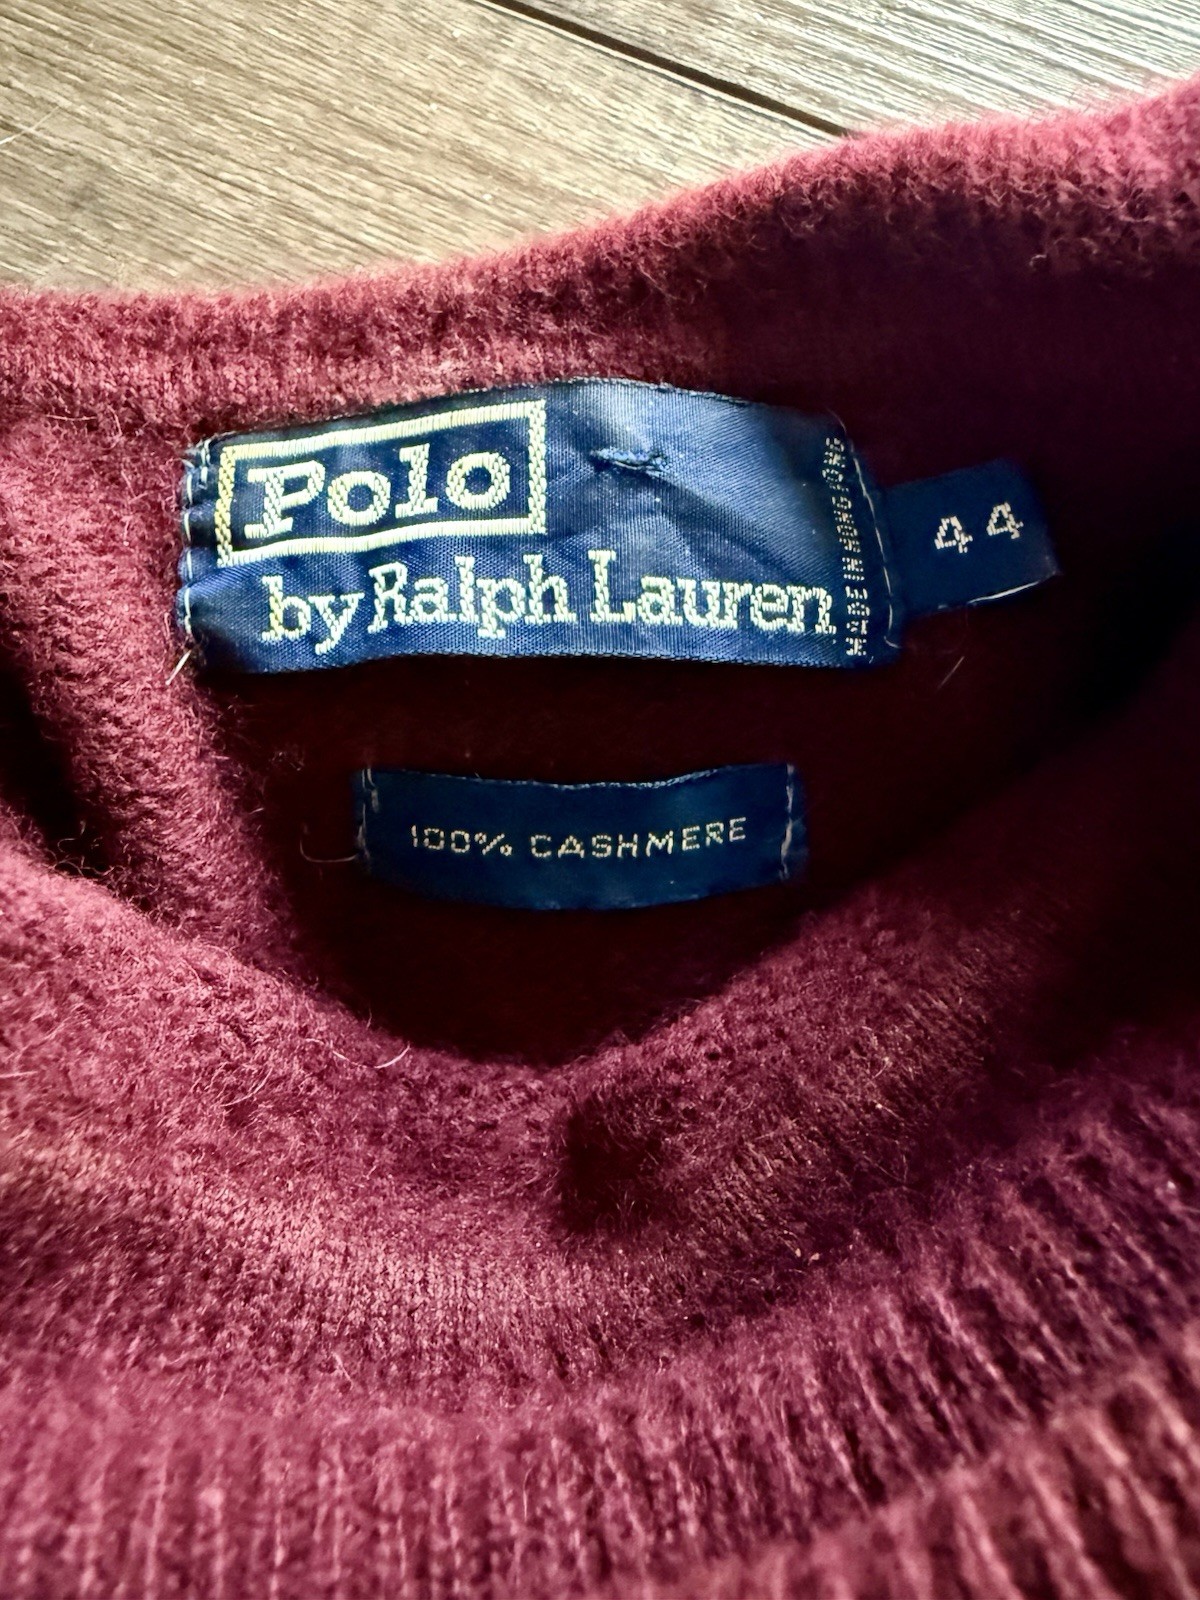 Polo
by Ralph Lauren
MADE IN HONG KONG
44
100% CASHMERE